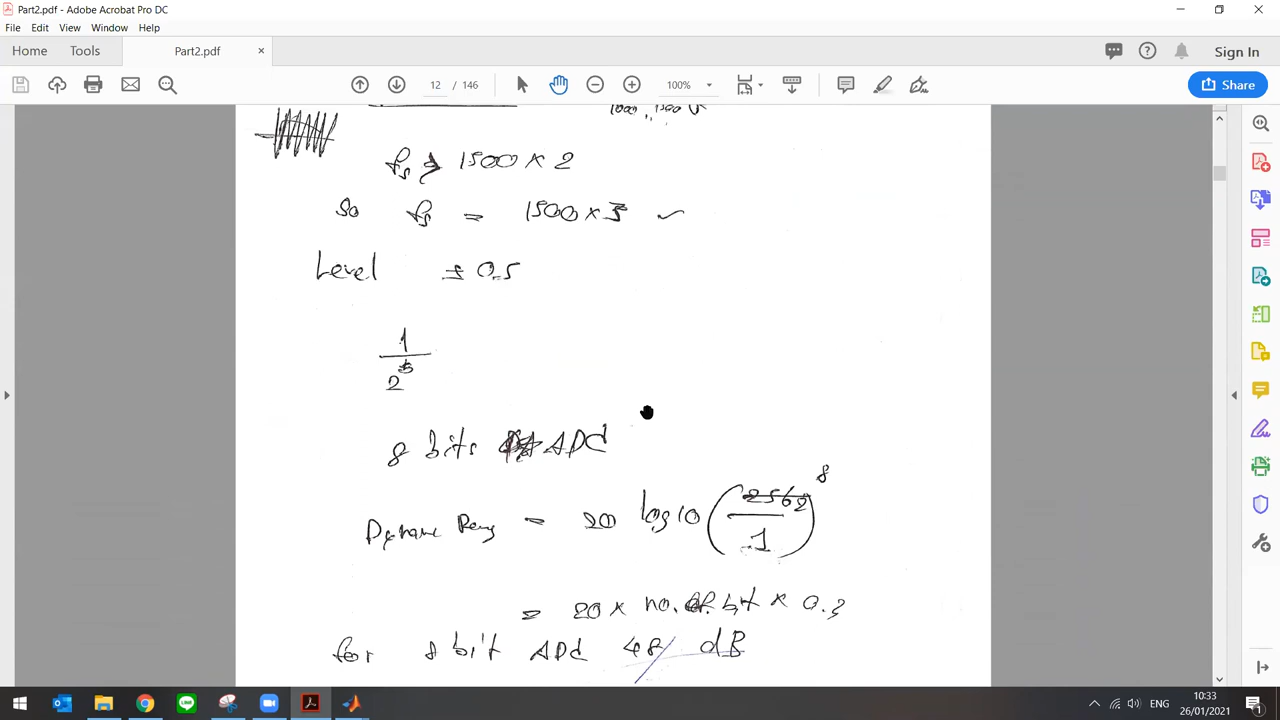 Part2.pdf - Adobe Acrobat Pro DC
File Edit View Window Help
Home Tools Part2.pdf × Sign In
12 / 146 100% Share
fs > 1500 × 2
So fs = 1500 × 3
Level ± 0.5
1
2
8 bits ADC
= 20 log10 ( 2 8
1 )
= 20 × no. of bit × 0.3
for 8 bit ADC 48 dB
ENG 10:33
26/01/2021